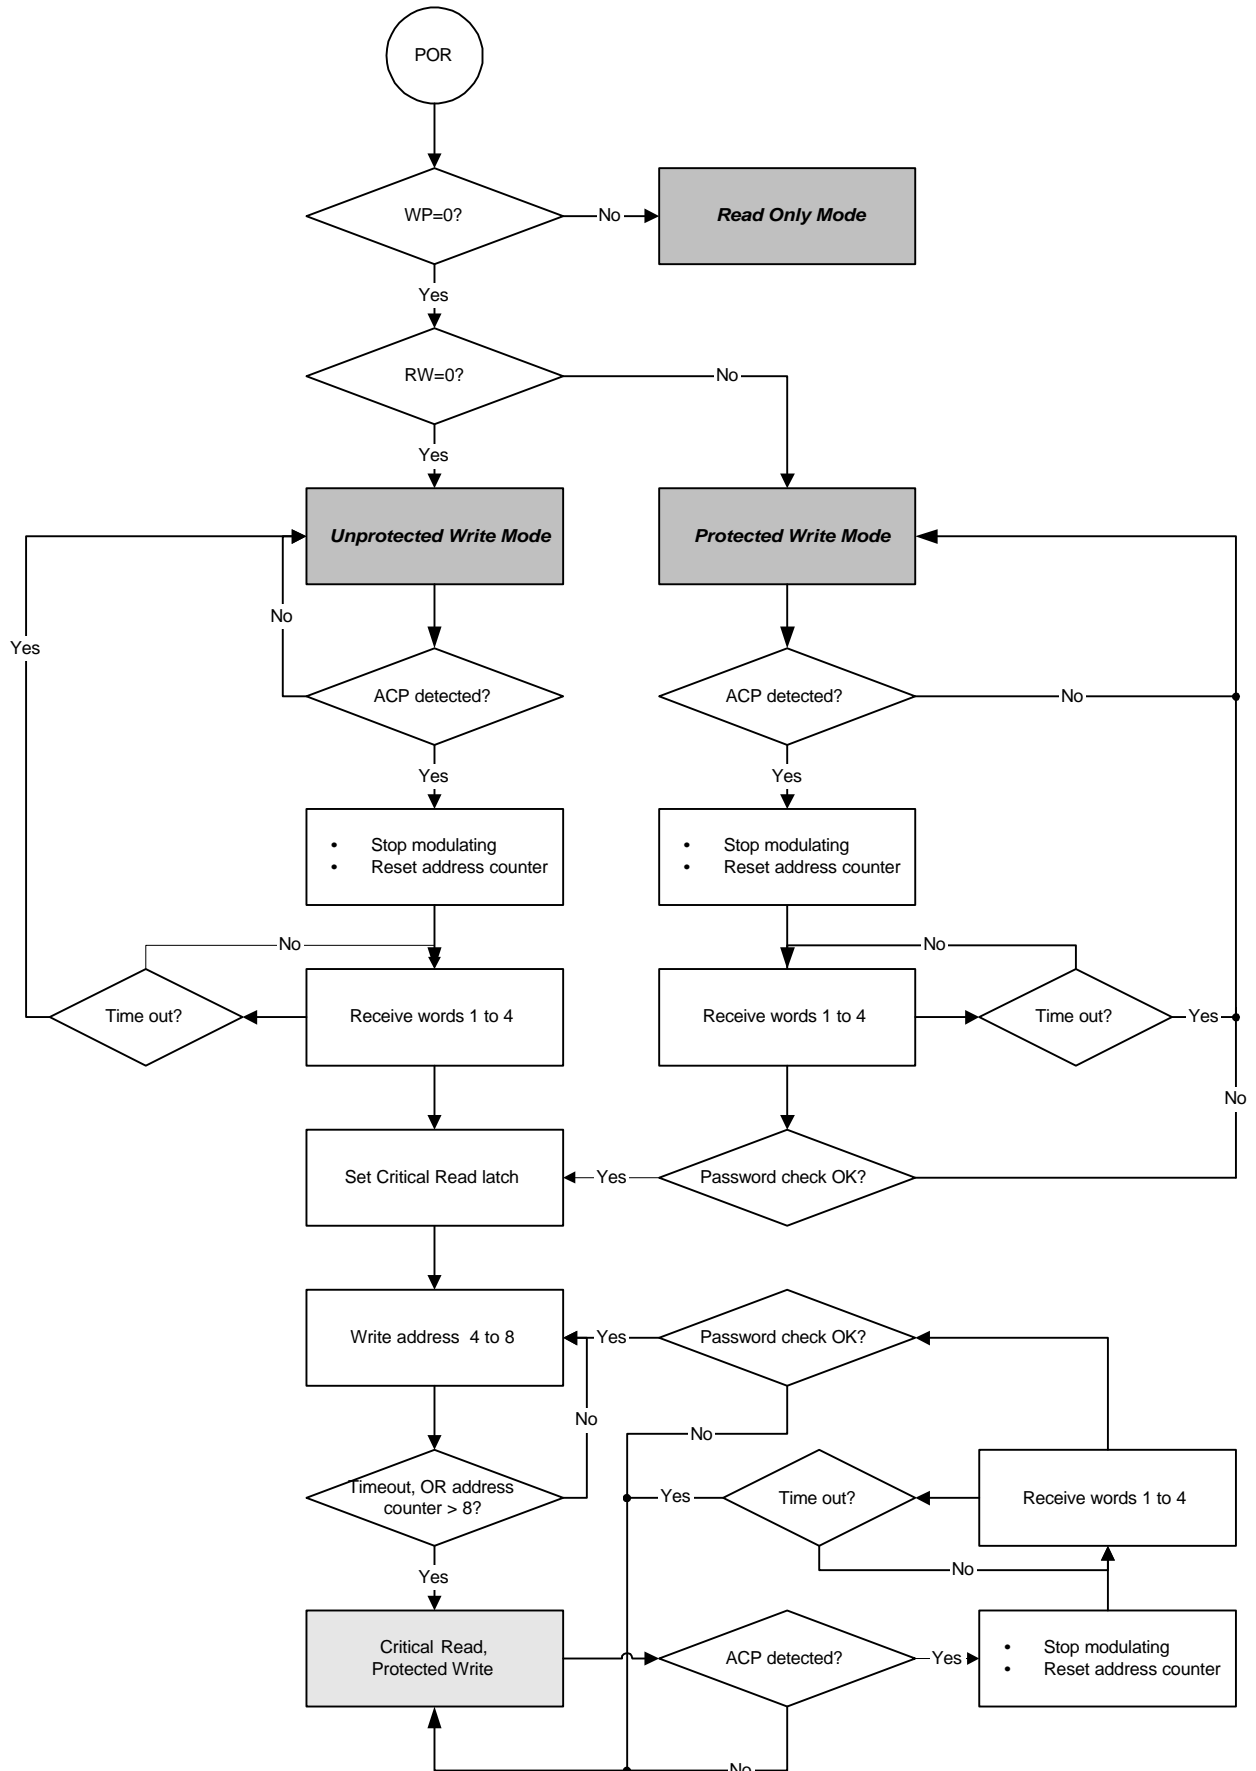 POR
WP=0?
No
Read Only Mode
Yes
RW=0?
No
Yes
Unprotected Write Mode
Protected Write Mode
No
Yes
ACP detected?
ACP detected?
No
Yes
Yes
• Stop modulating
• Reset address counter
• Stop modulating
• Reset address counter
No
No
Time out?
Receive words 1 to 4
Receive words 1 to 4
Time out?
Yes
No
Set Critical Read latch
Yes
Password check OK?
Write address 4 to 8
Yes
Password check OK?
No
No
Timeout, OR address
counter > 8?
Yes
Time out?
Receive words 1 to 4
No
Yes
Critical Read,
Protected Write
ACP detected?
Yes
• Stop modulating
• Reset address counter
No